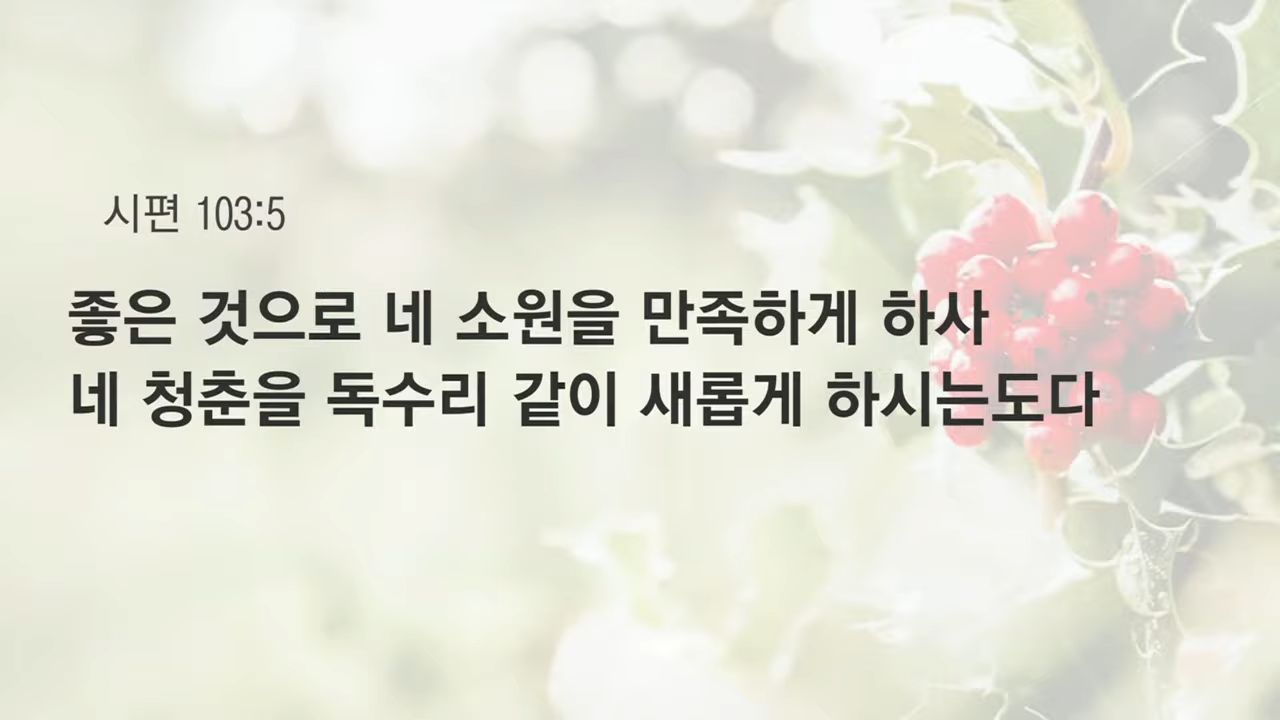 시편 103:5
좋은 것으로 네 소원을 만족하게 하사
네 청춘을 독수리 같이 새롭게 하시는도다